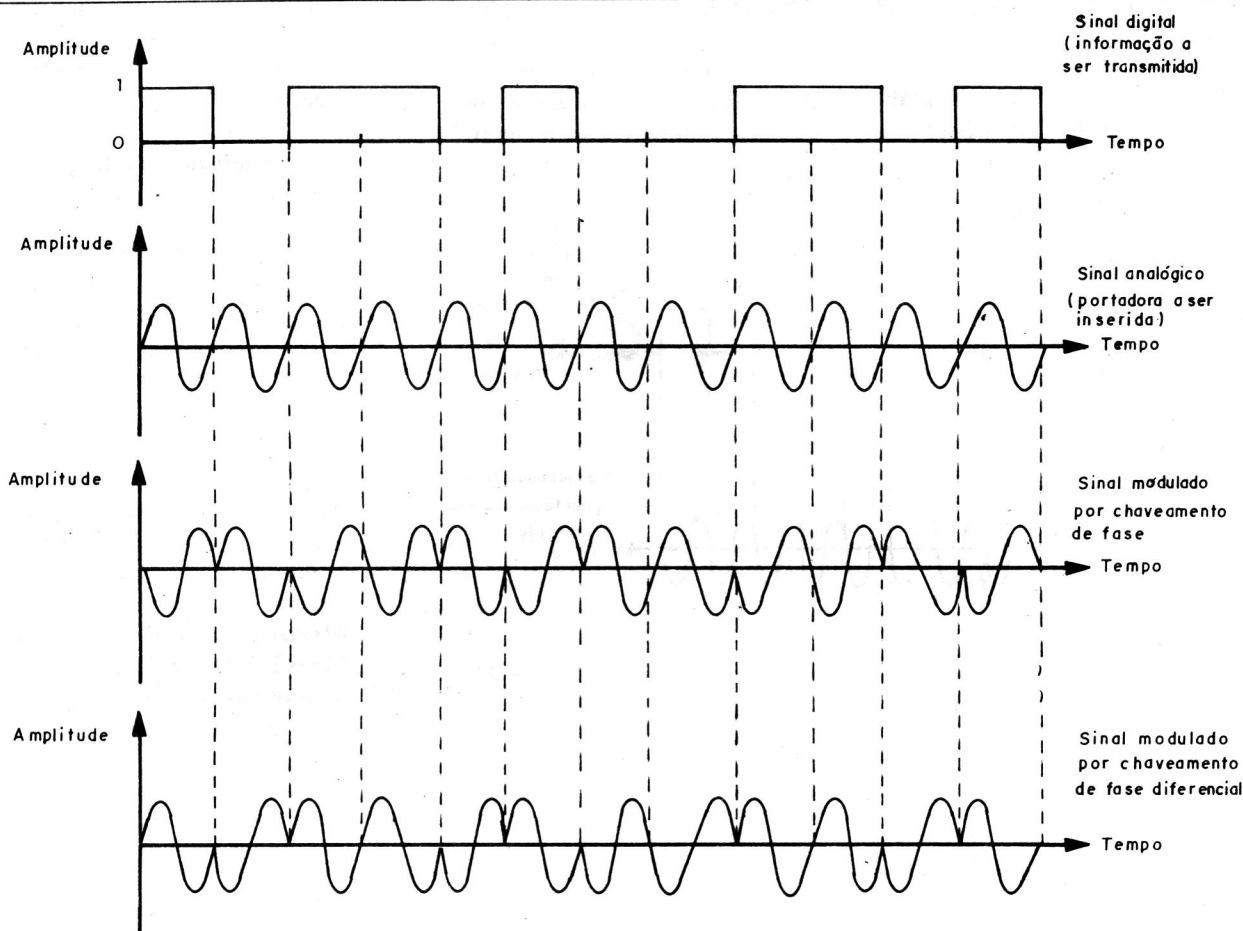 Sinal digital
(informação a
ser transmitida)
Amplitude
1
0
Tempo
Amplitude
Sinal analógico
(portadora a ser
inserida)
Tempo
Amplitude
Sinal modulado
por chaveamento
de fase
Tempo
Amplitude
Sinal modulado
por chaveamento
de fase diferencial
Tempo